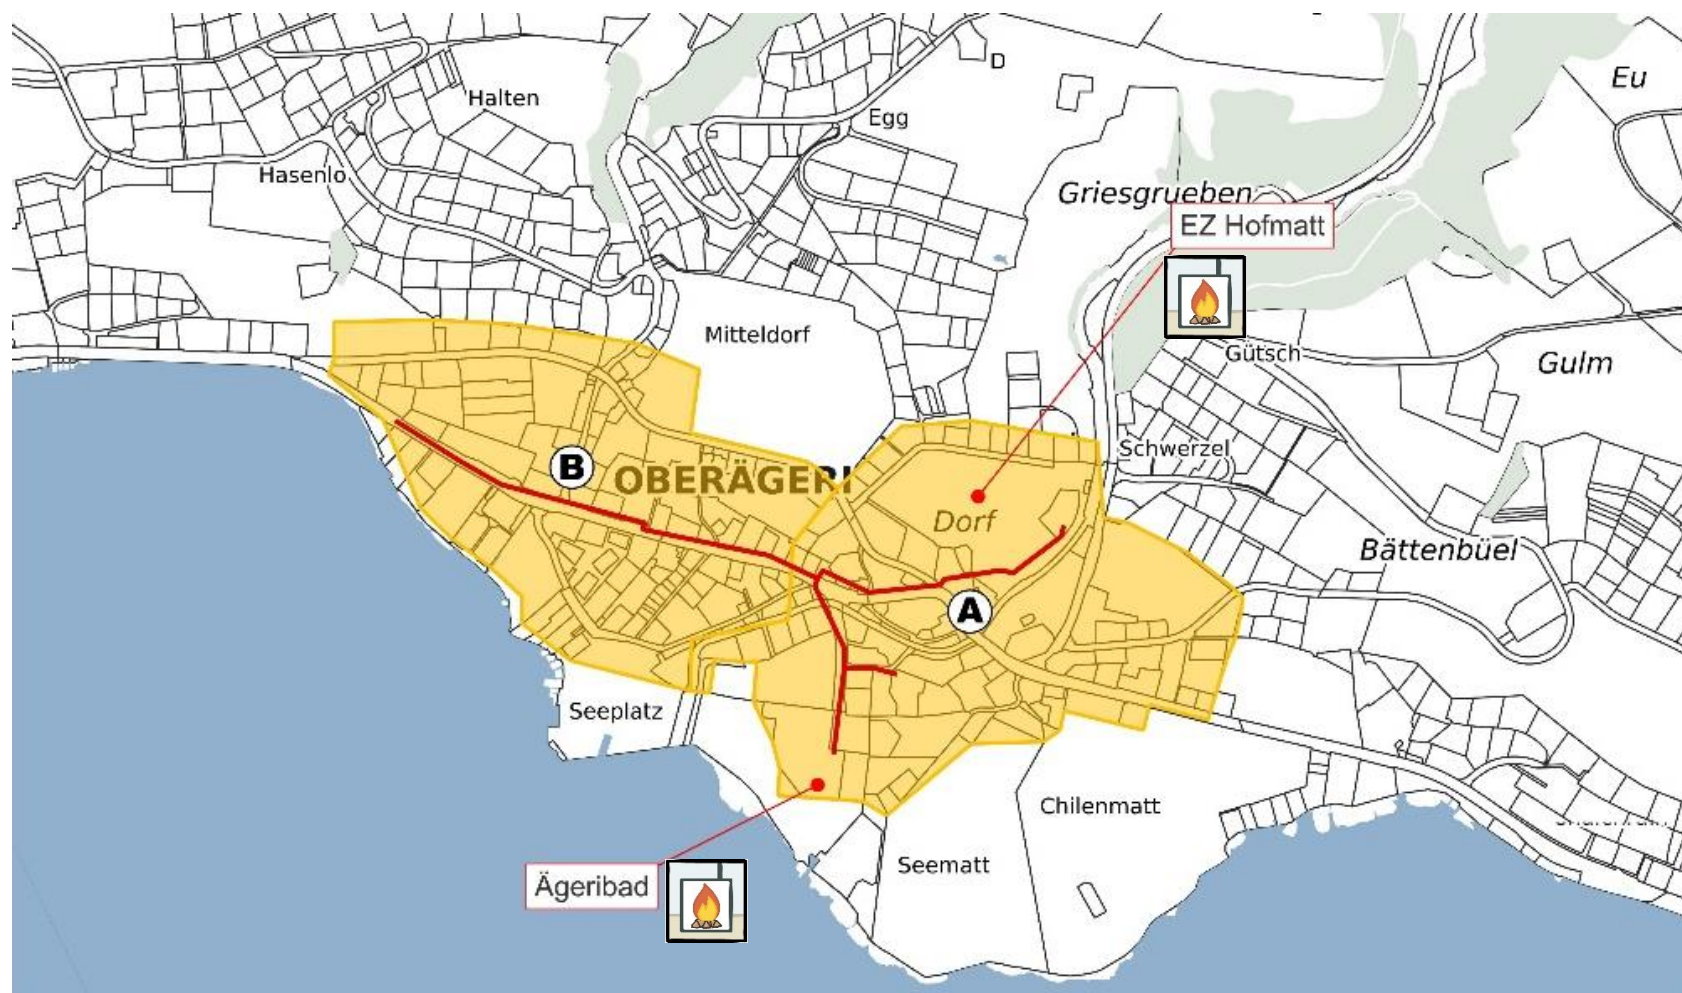 D
Eu
Halten
Egg
Hasenlo
Griesgrueben
EZ Hofmatt
Mitteldorf
Gütsch
Gulm
Schwerzel
B
OBERÄGERI
Dorf
Bättenbüel
A
Seeplatz
Chilenmatt
Seematt
Ägeribad